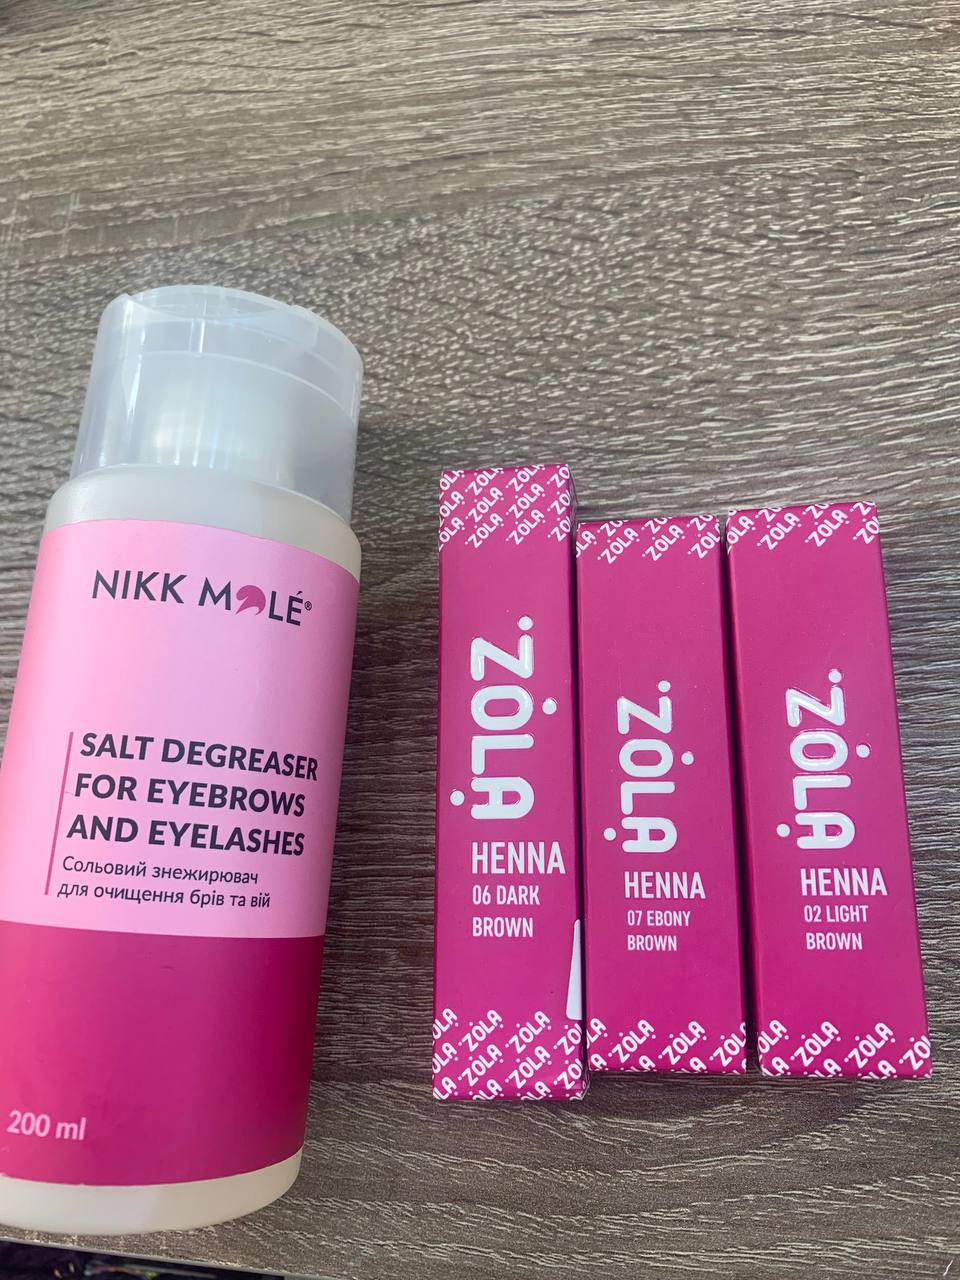 NIKK MOLÉ®
SALT DEGREASER
FOR EYEBROWS
AND EYELASHES
Сольовий знежирювач
для очищення брів та вій
200 ml
ZOLA
HENNA
06 DARK
BROWN
ZOLA
HENNA
07 EBONY
BROWN
ZOLA
HENNA
02 LIGHT
BROWN